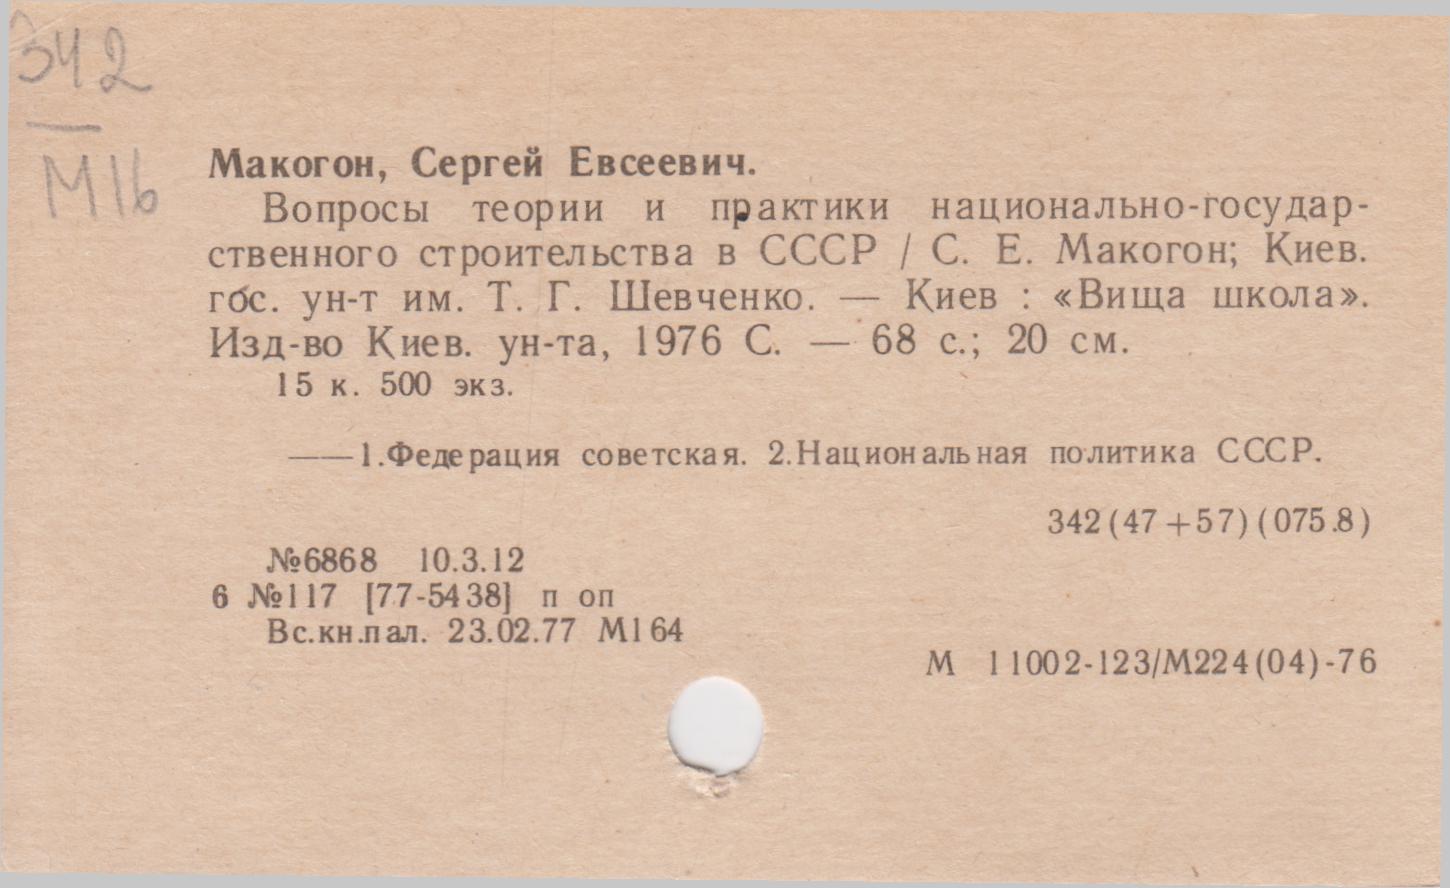 342
М16
Макогон, Сергей Евсеевич.
Вопросы теории и практики национально-государ-
ственного строительства в СССР / С. Е. Макогон; Киев.
гос. ун-т им. Т. Г. Шевченко. — Киев : «Вища школа».
Изд-во Киев. ун-та, 1976 С. — 68 с.; 20 см.
15 к. 500 экз.
——1.Федерация советская. 2.Национальная политика СССР.
342(47+57)(075.8)
№6868 10.3.12
6 №117 [77-5438] п оп
Вс.кн.пал. 23.02.77 М164
М 11002-123/М224(04)-76